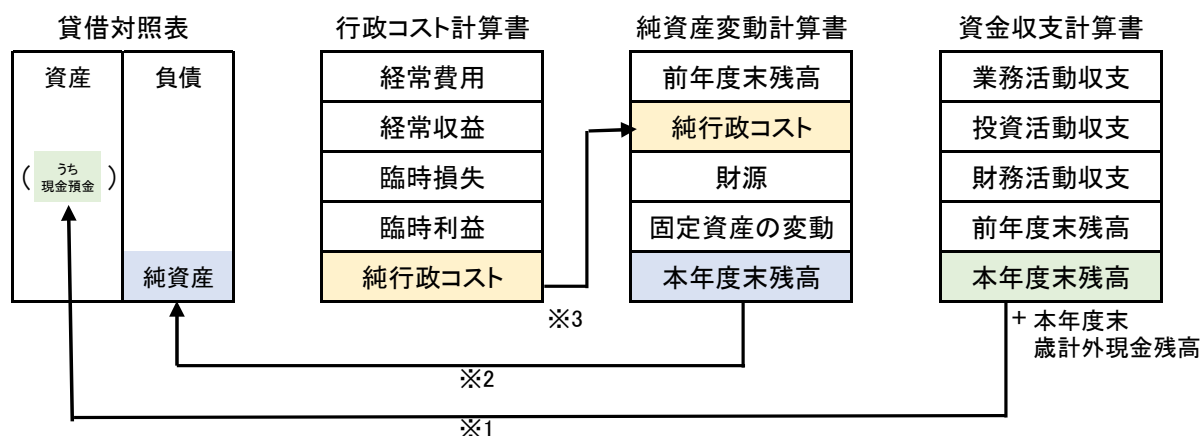 貸借対照表
資産
負債
(
うち
現金預金
)
純資産
行政コスト計算書
経常費用
経常収益
臨時損失
臨時利益
純行政コスト
純資産変動計算書
前年度末残高
純行政コスト
財源
固定資産の変動
本年度末残高
資金収支計算書
業務活動収支
投資活動収支
財務活動収支
前年度末残高
本年度末残高
+ 本年度末
歳計外現金残高
※3
※2
※1